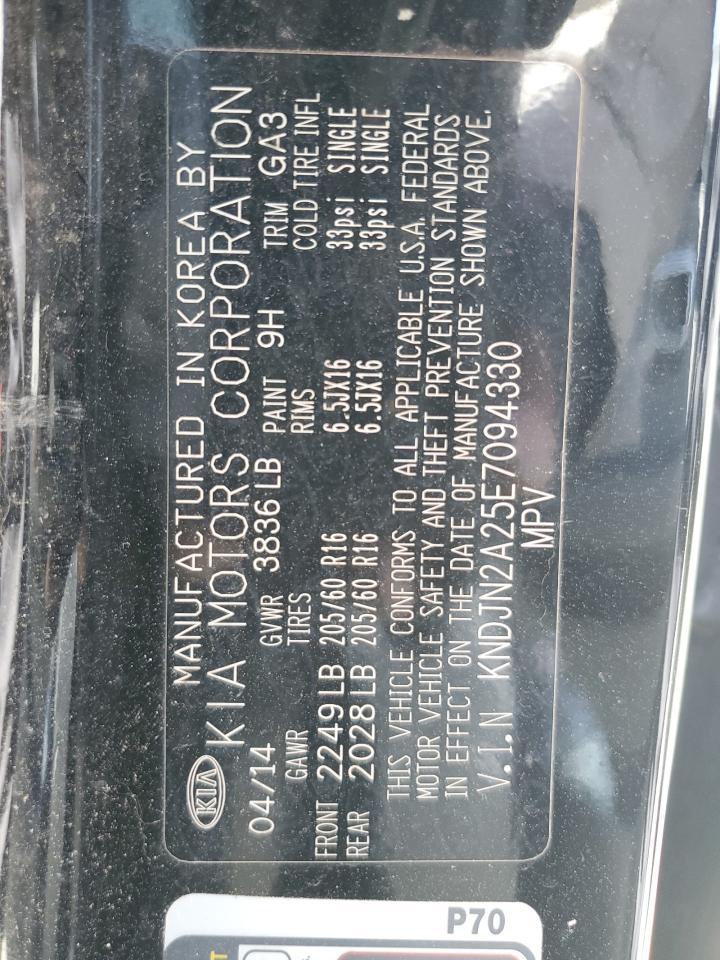 MANUFACTURED IN KOREA BY
KIA KIA MOTORS CORPORATION
04/14 GVWR 3836 LB PAINT 9H TRIM GA3
GAWR TIRES RIMS COLD TIRE INFL
FRONT 2249 LB 205/60 R16 6.5JX16 33psi SINGLE
REAR 2028 LB 205/60 R16 6.5JX16 33psi SINGLE
THIS VEHICLE CONFORMS TO ALL APPLICABLE U.S.A. FEDERAL
MOTOR VEHICLE SAFETY AND THEFT PREVENTION STANDARDS
IN EFFECT ON THE DATE OF MANUFACTURE SHOWN ABOVE.
V.I.N KNDJN2A25E7094330
MPV
P70